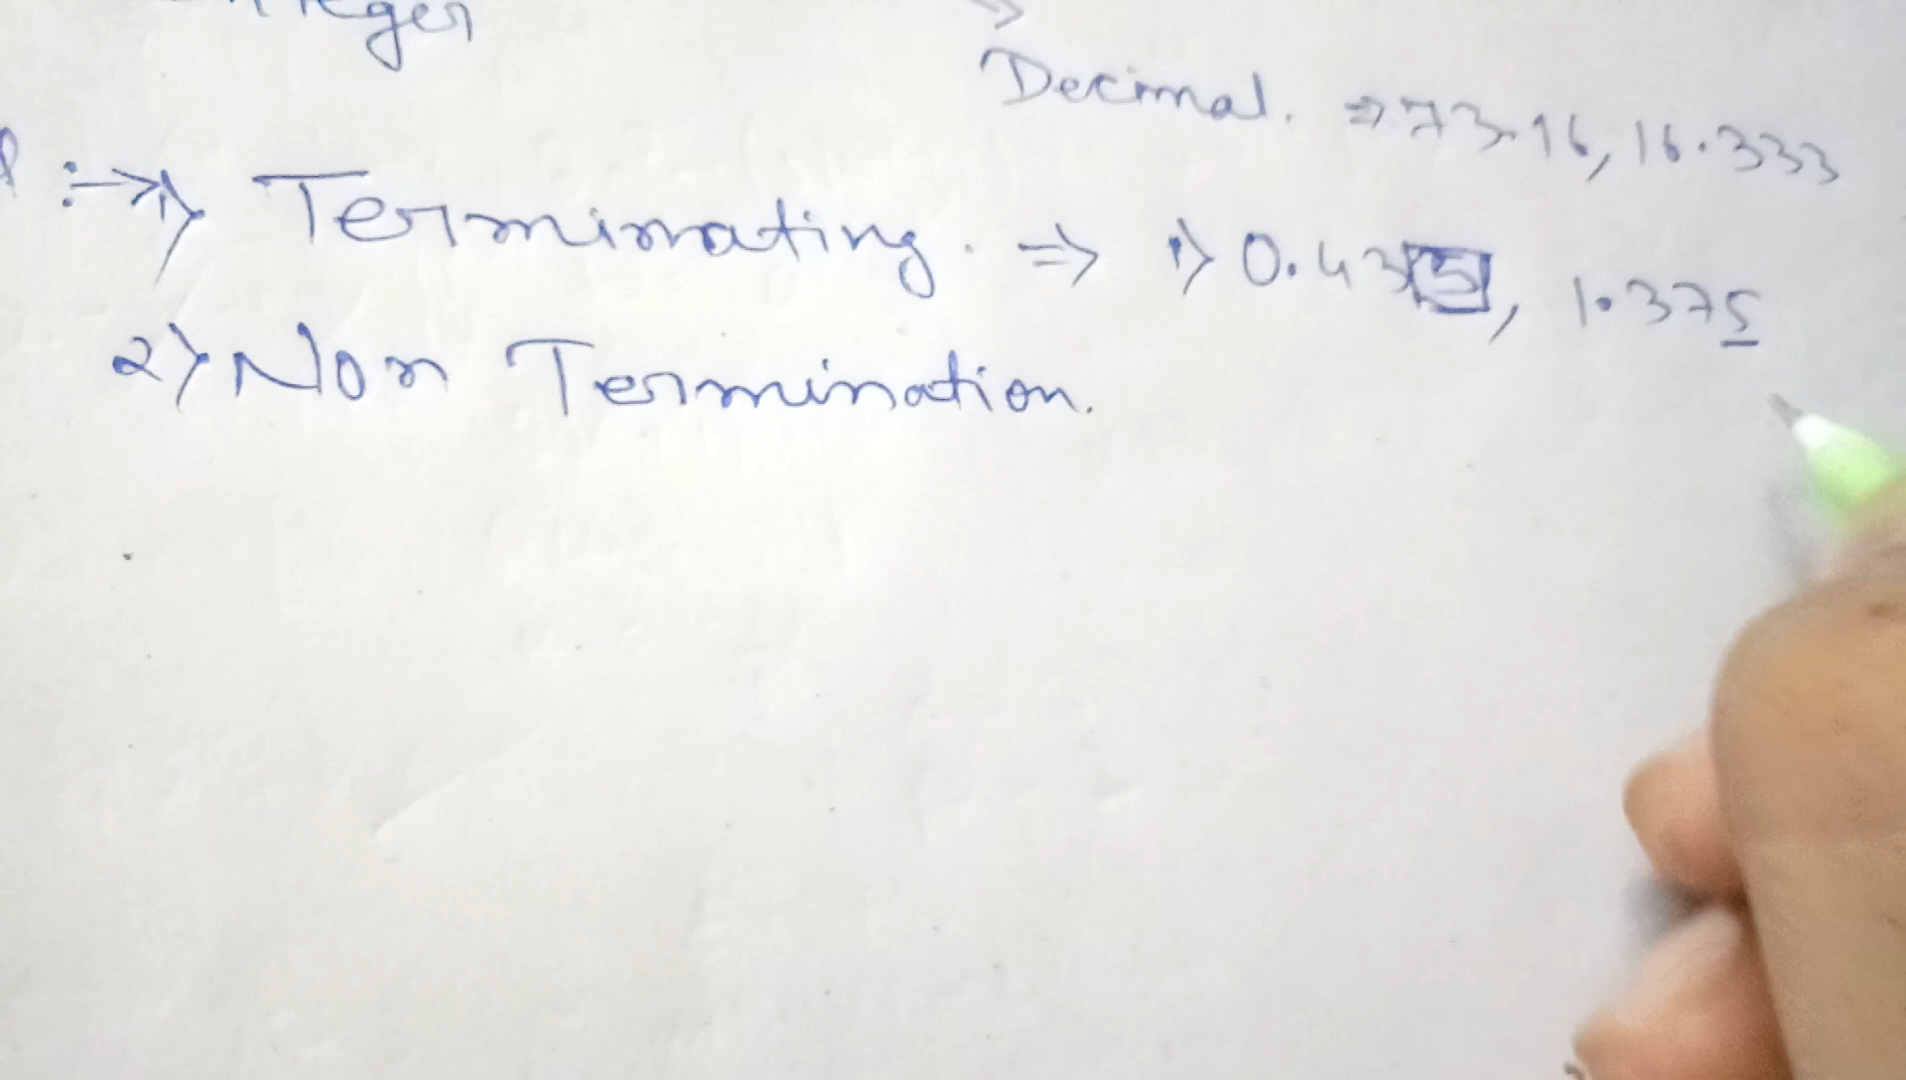 Decimal. ⇒ 73.16, 16.333
:→ 1> Terminating. ⇒ 1> 0.435, 1.375
2> Non Termination.